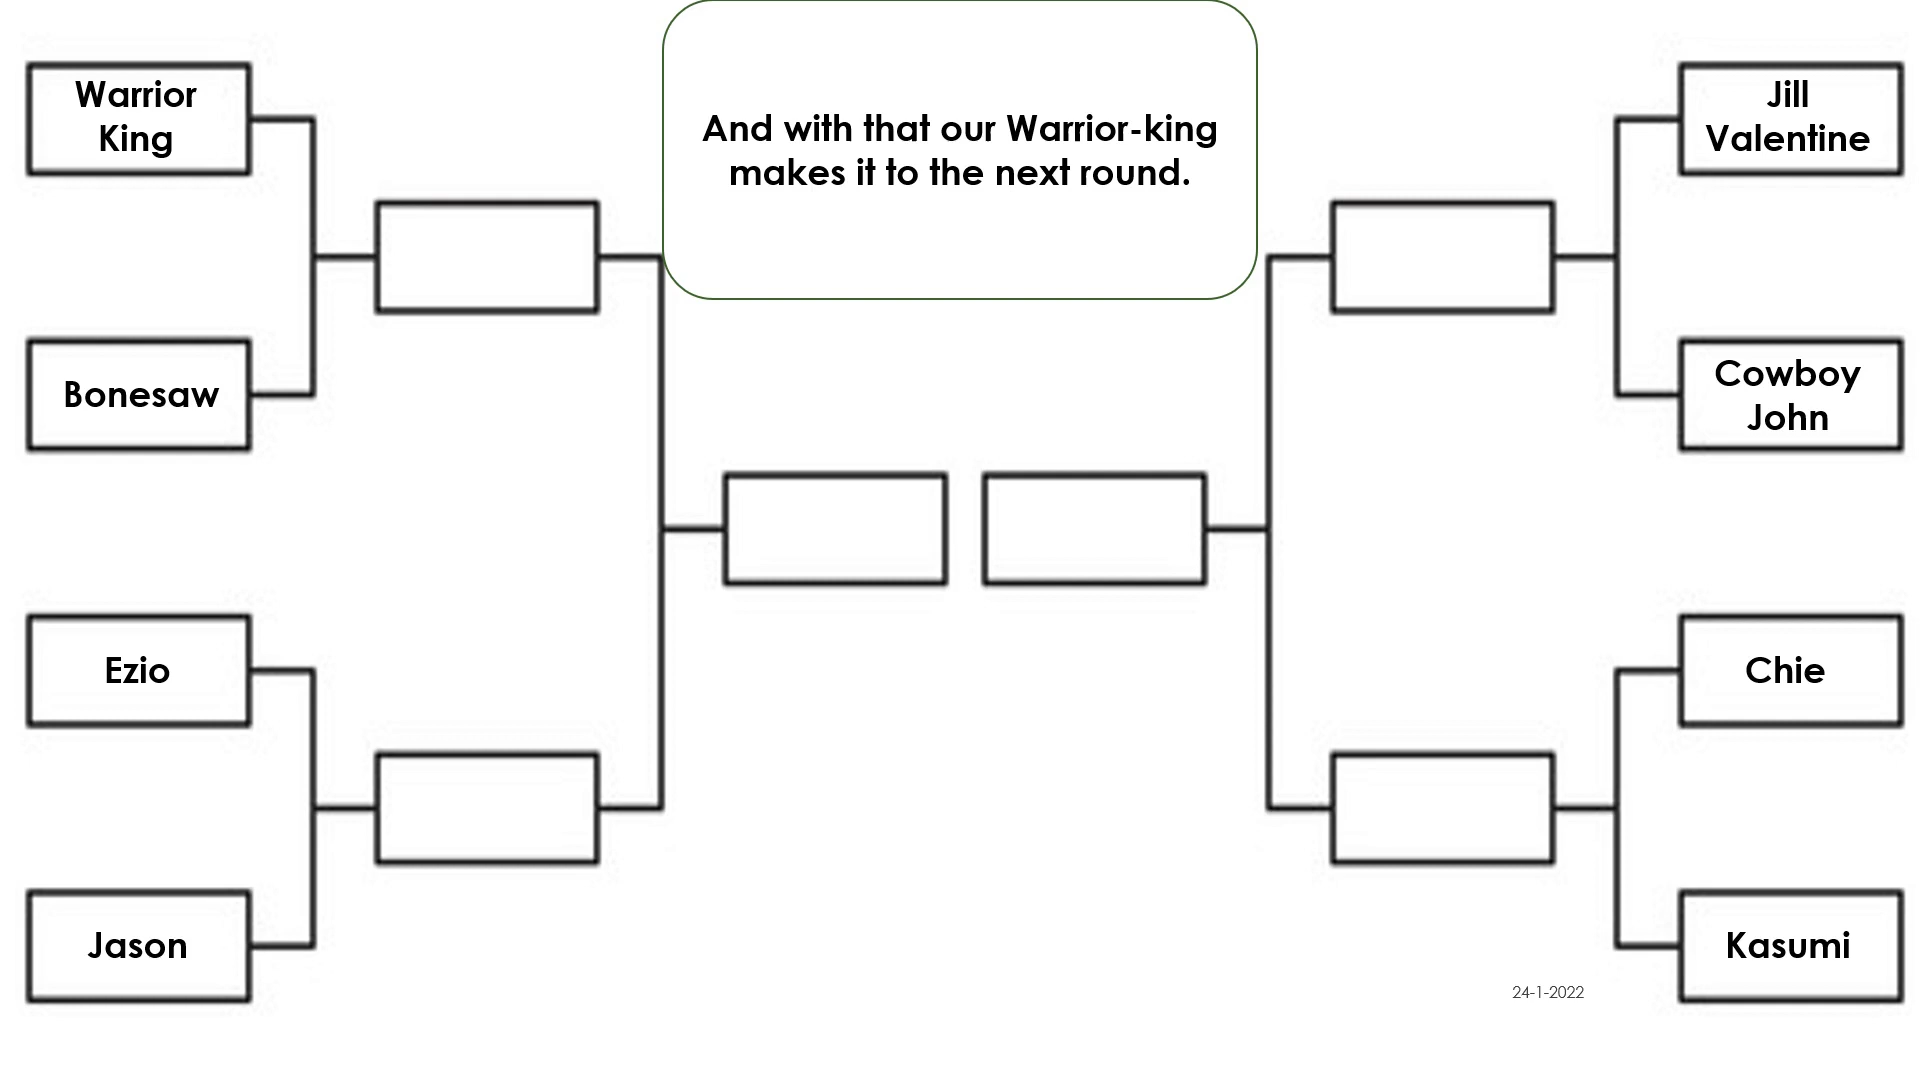 Warrior
King
Bonesaw
Ezio
Jason
And with that our Warrior-king
makes it to the next round.
Jill
Valentine
Cowboy
John
Chie
Kasumi
24-1-2022